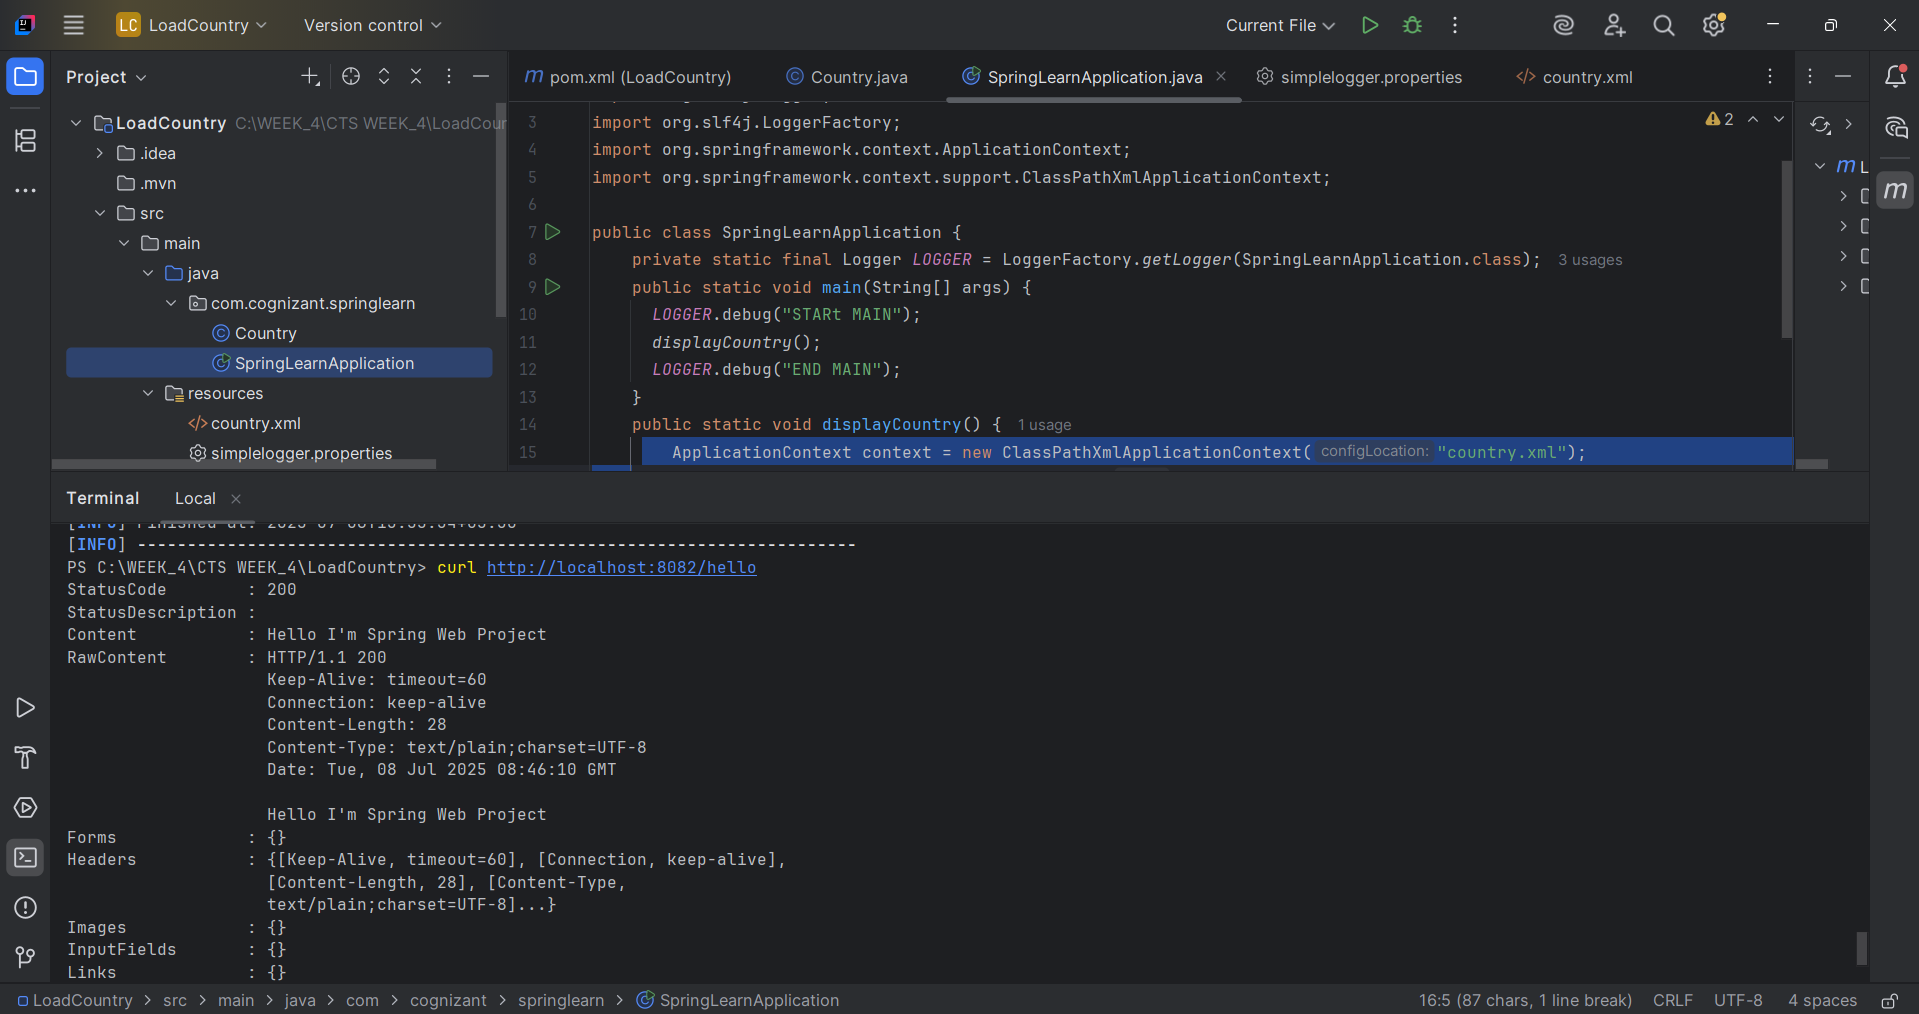 LC LoadCountry Version control Current File
Project
pom.xml (LoadCountry) Country.java SpringLearnApplication.java simplelogger.properties country.xml
LoadCountry C:\WEEK_4\CTS WEEK_4\LoadCour
.idea
.mvn
src
main
java
com.cognizant.springlearn
Country
SpringLearnApplication
resources
country.xml
simplelogger.properties
2
3 import org.slf4j.LoggerFactory;
4 import org.springframework.context.ApplicationContext;
5 import org.springframework.context.support.ClassPathXmlApplicationContext;
6
7 public class SpringLearnApplication {
8 private static final Logger LOGGER = LoggerFactory.getLogger(SpringLearnApplication.class); 3 usages
9 public static void main(String[] args) {
10 LOGGER.debug("STARt MAIN");
11 displayCountry();
12 LOGGER.debug("END MAIN");
13 }
14 public static void displayCountry() { 1 usage
15 ApplicationContext context = new ClassPathXmlApplicationContext( configLocation: "country.xml");
m L
m
Terminal Local
[INFO] ------------------------------------------------------------------------
PS C:\WEEK_4\CTS WEEK_4\LoadCountry> curl http://localhost:8082/hello
StatusCode : 200
StatusDescription :
Content : Hello I'm Spring Web Project
RawContent : HTTP/1.1 200
Keep-Alive: timeout=60
Connection: keep-alive
Content-Length: 28
Content-Type: text/plain;charset=UTF-8
Date: Tue, 08 Jul 2025 08:46:10 GMT
Hello I'm Spring Web Project
Forms : {}
Headers : {[Keep-Alive, timeout=60], [Connection, keep-alive],
[Content-Length, 28], [Content-Type,
text/plain;charset=UTF-8]...}
Images : {}
InputFields : {}
Links : {}
LoadCountry > src > main > java > com > cognizant > springlearn > SpringLearnApplication 16:5 (87 chars, 1 line break) CRLF UTF-8 4 spaces